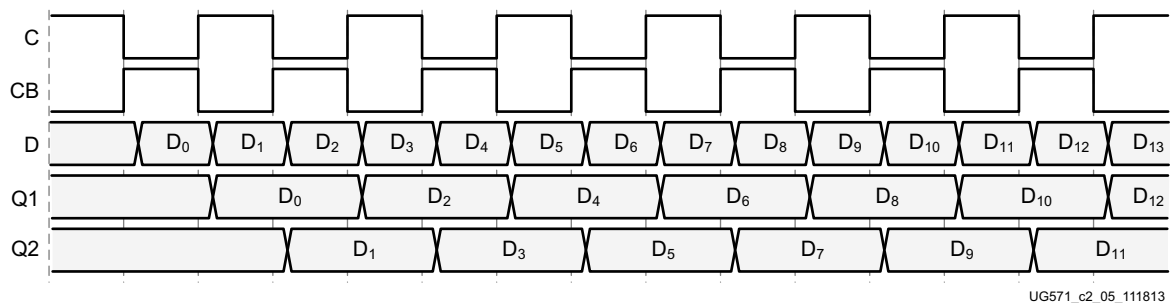 C
CB
D D₀ D₁ D₂ D₃ D₄ D₅ D₆ D₇ D₈ D₉ D₁₀ D₁₁ D₁₂ D₁₃
Q1 D₀ D₂ D₄ D₆ D₈ D₁₀ D₁₂
Q2 D₁ D₃ D₅ D₇ D₉ D₁₁
UG571_c2_05_111813